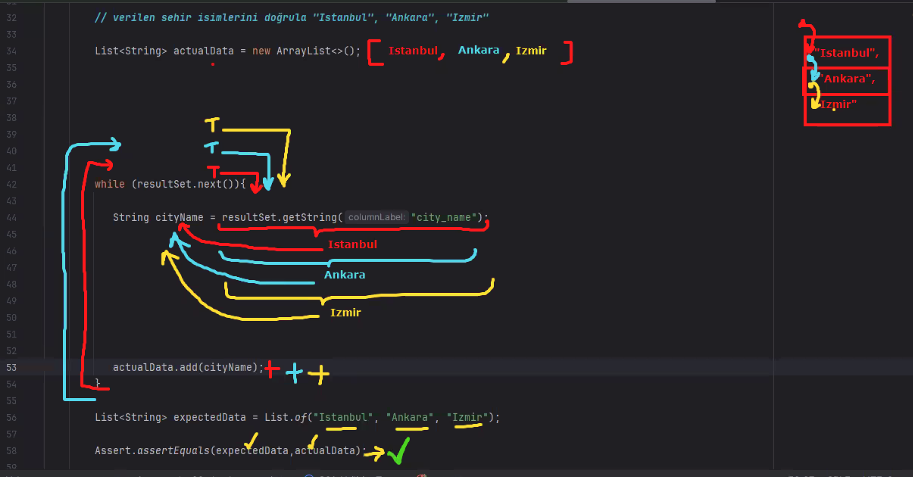 32 // verilen sehir isimlerini doğrula "Istanbul", "Ankara", "Izmir"
33
34 List<String> actualData = new ArrayList<>(); [ Istanbul, Ankara, Izmir ]
"Istanbul",
35
"Ankara",
36
37
"Izmir"
38
T
39
40 T
41 T
42 while (resultSet.next()){
43
44 String cityName = resultSet.getString( columnLabel: "city_name");
45
Istanbul
46
47
Ankara
48
49
Izmir
50
51
52
53 actualData.add(cityName); + + +
54 }
55
56 List<String> expectedData = List.of("Istanbul", "Ankara", "Izmir");
57
58 Assert.assertEquals(expectedData,actualData);
59